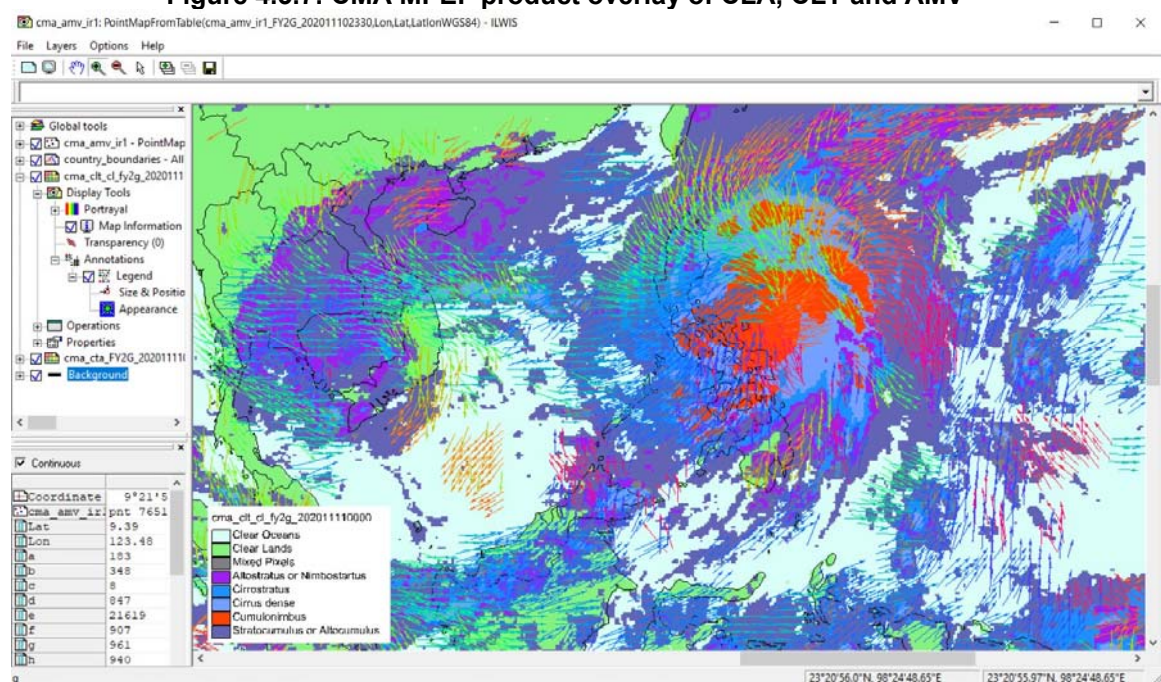 Figure 4.6.7: CMA MPEF product overlay of CLA, CLT and AMV
cma_amv_ir1: PointMapFromTable(cma_amv_ir1_FY2G_202011102330,Lon,Lat,LatlonWGS84) - ILWIS
File Layers Options Help
Global tools
cma_amv_ir1 - PointMap
country_boundaries - All
cma_clt_cl_fy2g_2020111
Display Tools
Portrayal
Map Information
Transparency (0)
Annotations
Legend
Size & Positio
Appearance
Operations
Properties
cma_cta_FY2G_2020111
Background
Continuous
Coordinate 9°21'5
cma_amv_ir1 pnt 7651
Lat 9.39
Lon 123.48
a 183
b 348
c 8
d 847
e 21619
f 907
g 961
h 940
cma_clt_cl_fy2g_202011110000
Clear Oceans
Clear Lands
Mixed Pixels
Altostratus or Nimbostartus
Cirrostratus
Cirrus dense
Cumulonimbus
Stratocumulus or Altocumulus
23°20'56.0"N, 98°24'48.65"E 23°20'55.97"N, 98°24'48.65"E